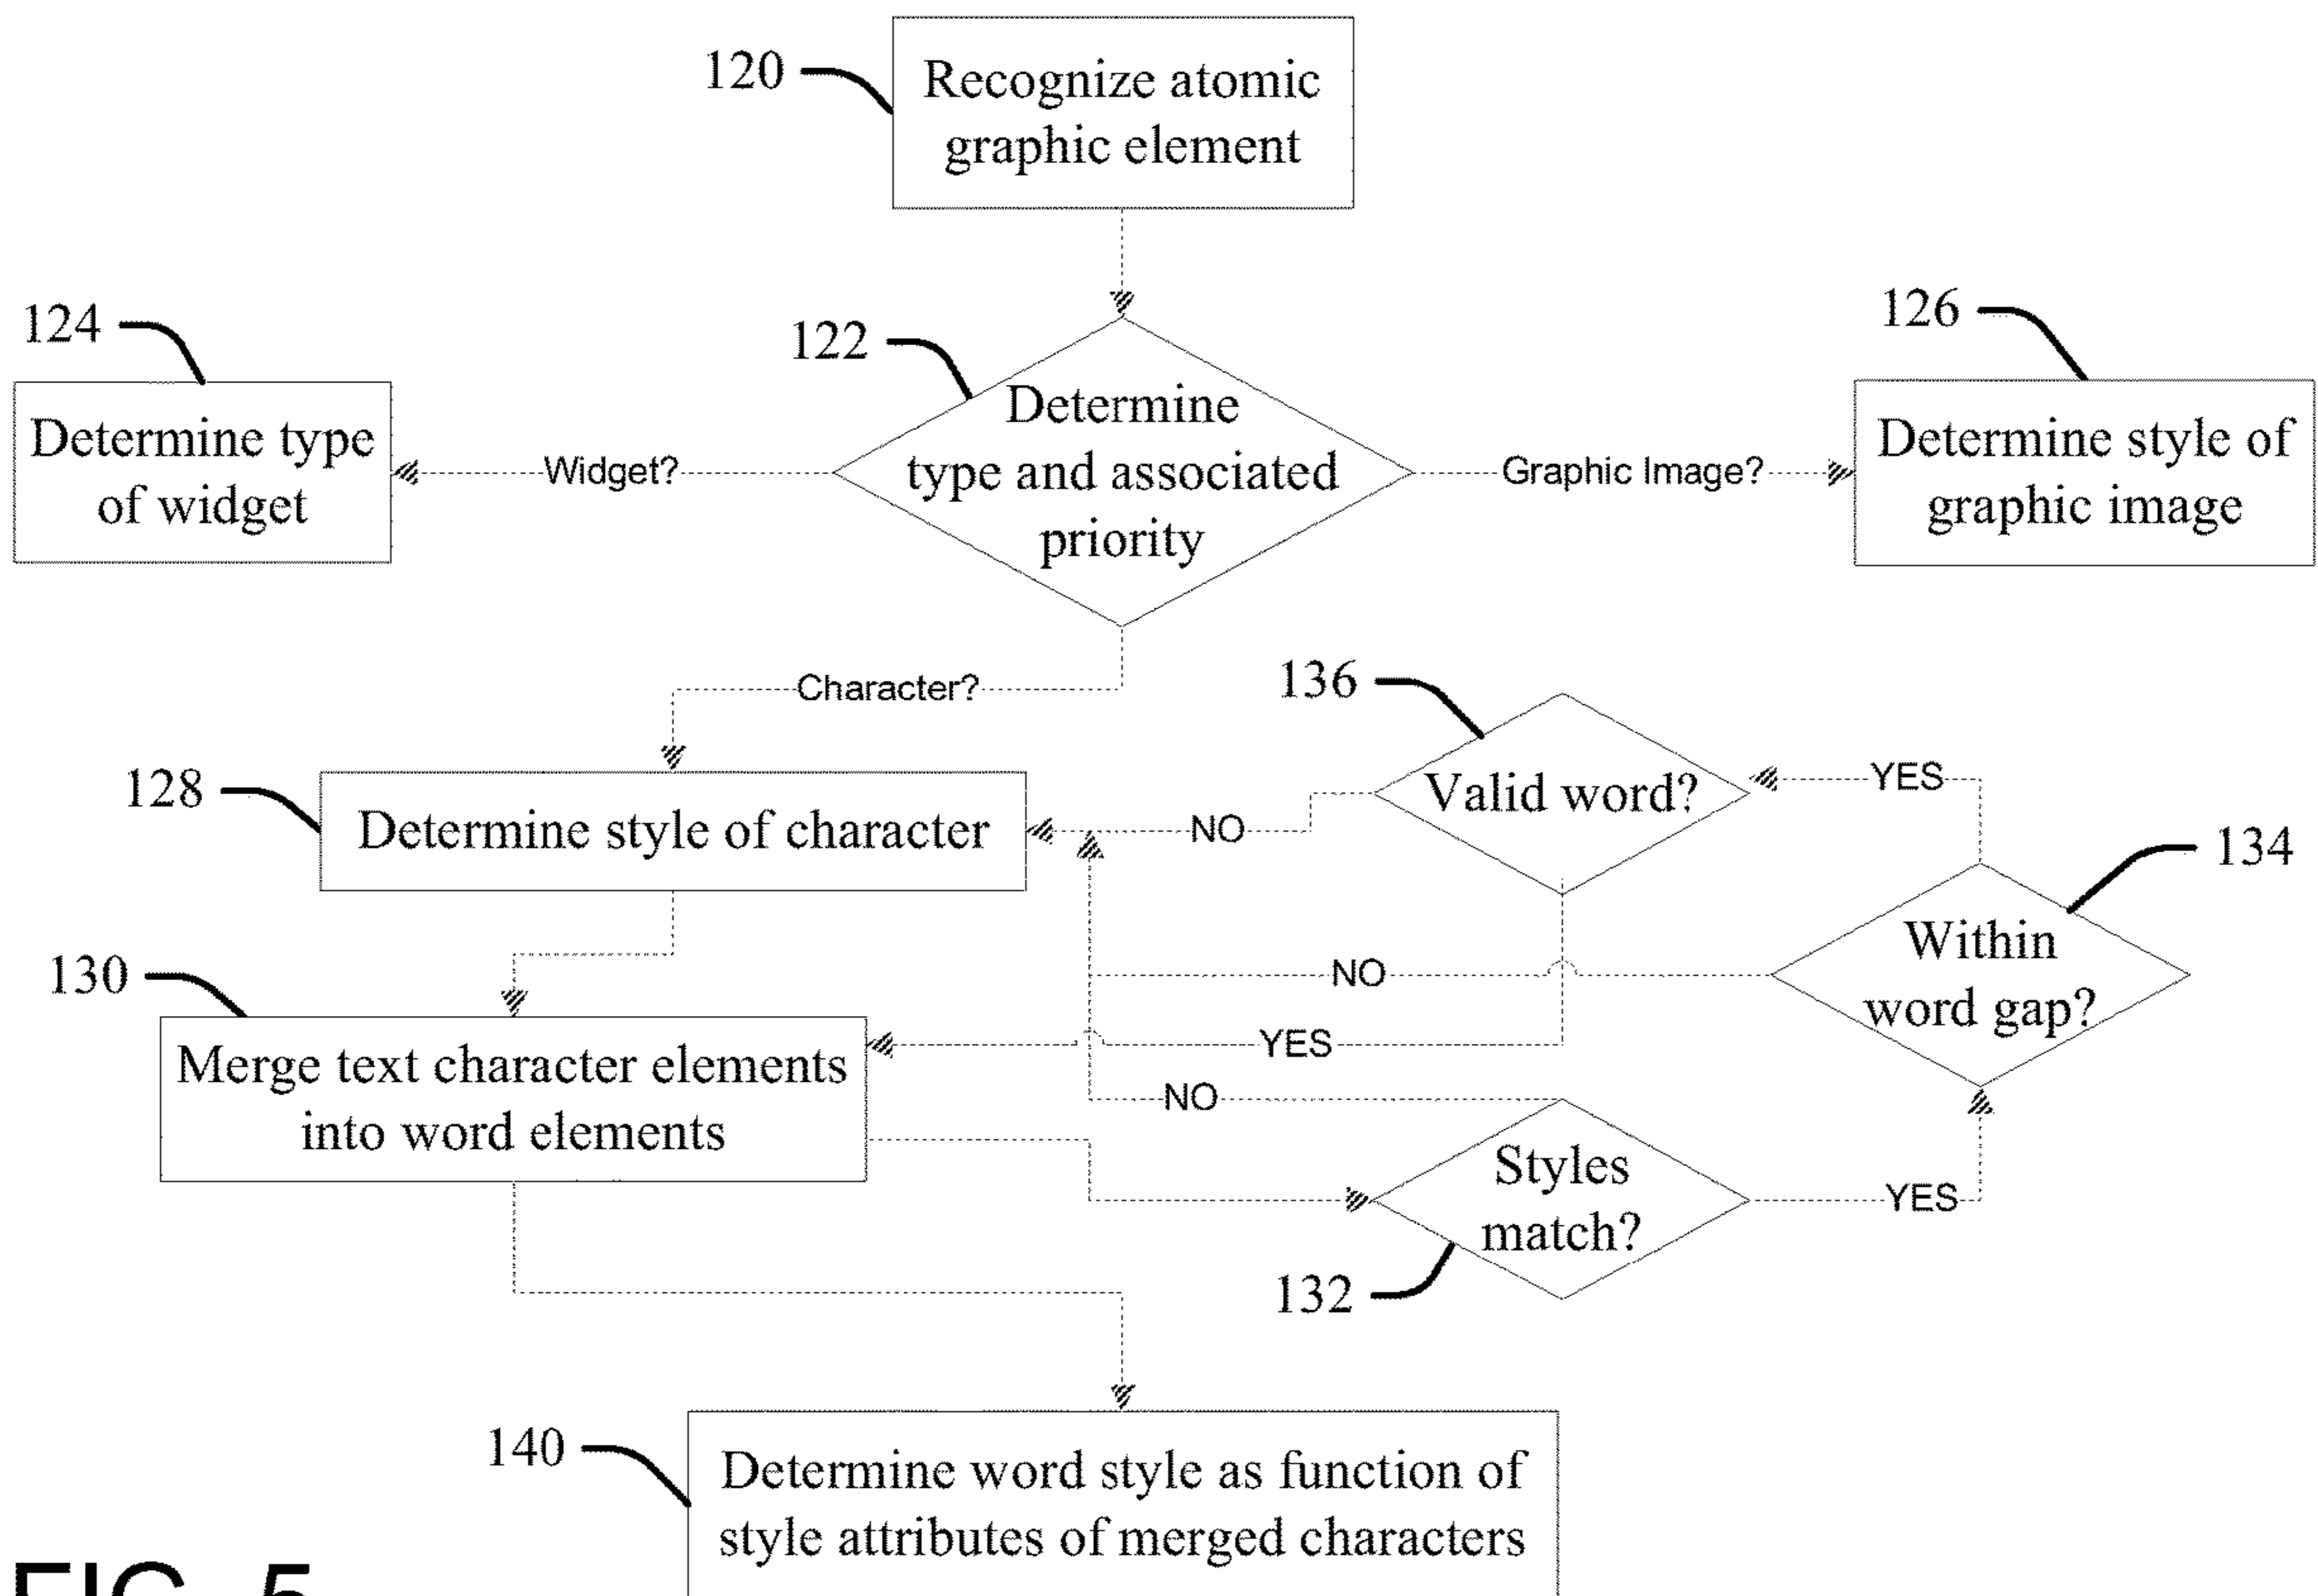 120
Recognize atomic
graphic element
124
122
126
Determine type
of widget
Widget?
Determine
type and associated
priority
Graphic Image?
Determine style of
graphic image
Character?
136
128
Determine style of character
NO
Valid word?
YES
134
130
NO
Within
word gap?
Merge text character elements
into word elements
YES
NO
Styles
match?
YES
132
140
Determine word style as function of
style attributes of merged characters
FIG. 5